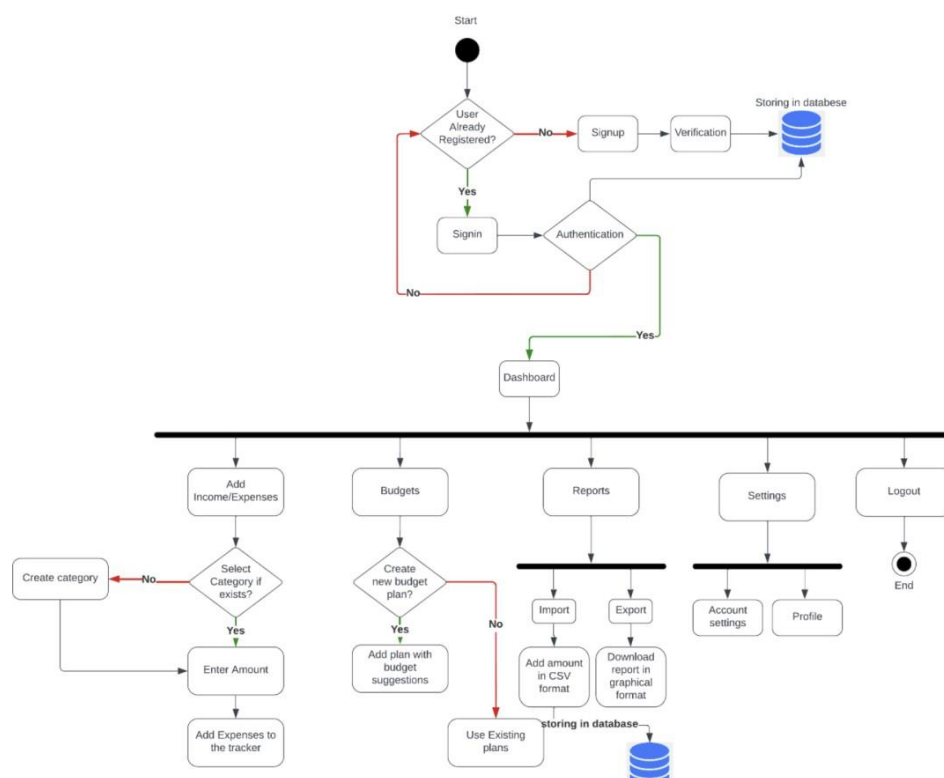 Start
User
Already
Registered?
No
Signup
Verification
Storing in databese
Yes
Signin
Authentication
No
Yes
Dashboard
Add
Income/Expenses
Budgets
Reports
Settings
Logout
Create category
No
Select
Category if
exists?
Create
new budget
plan?
Import
Export
Account
settings
Profile
End
Yes
Yes
No
Enter Amount
Add plan with
budget
suggestions
Add amount
in CSV
format
Download
report in
graphical
format
Add Expenses to
the tracker
Use Existing
plans
storing in database